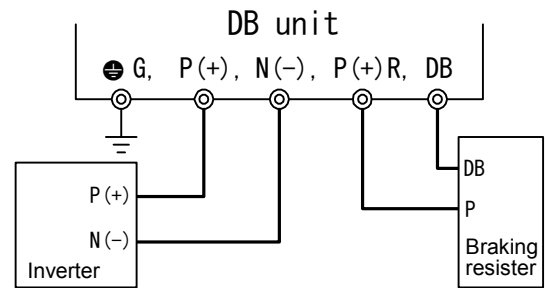 DB unit
G, P(+), N(−), P(+)R, DB
P(+)
N(−)
Inverter
DB
P
Braking
resister